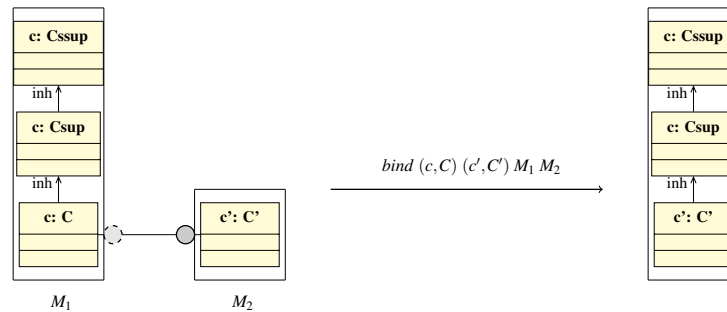 c: Cssup
inh
c: Csup
inh
c: C
M1
c': C'
M2
bind (c,C) (c′,C′) M1 M2
c: Cssup
inh
c: Csup
inh
c': C'